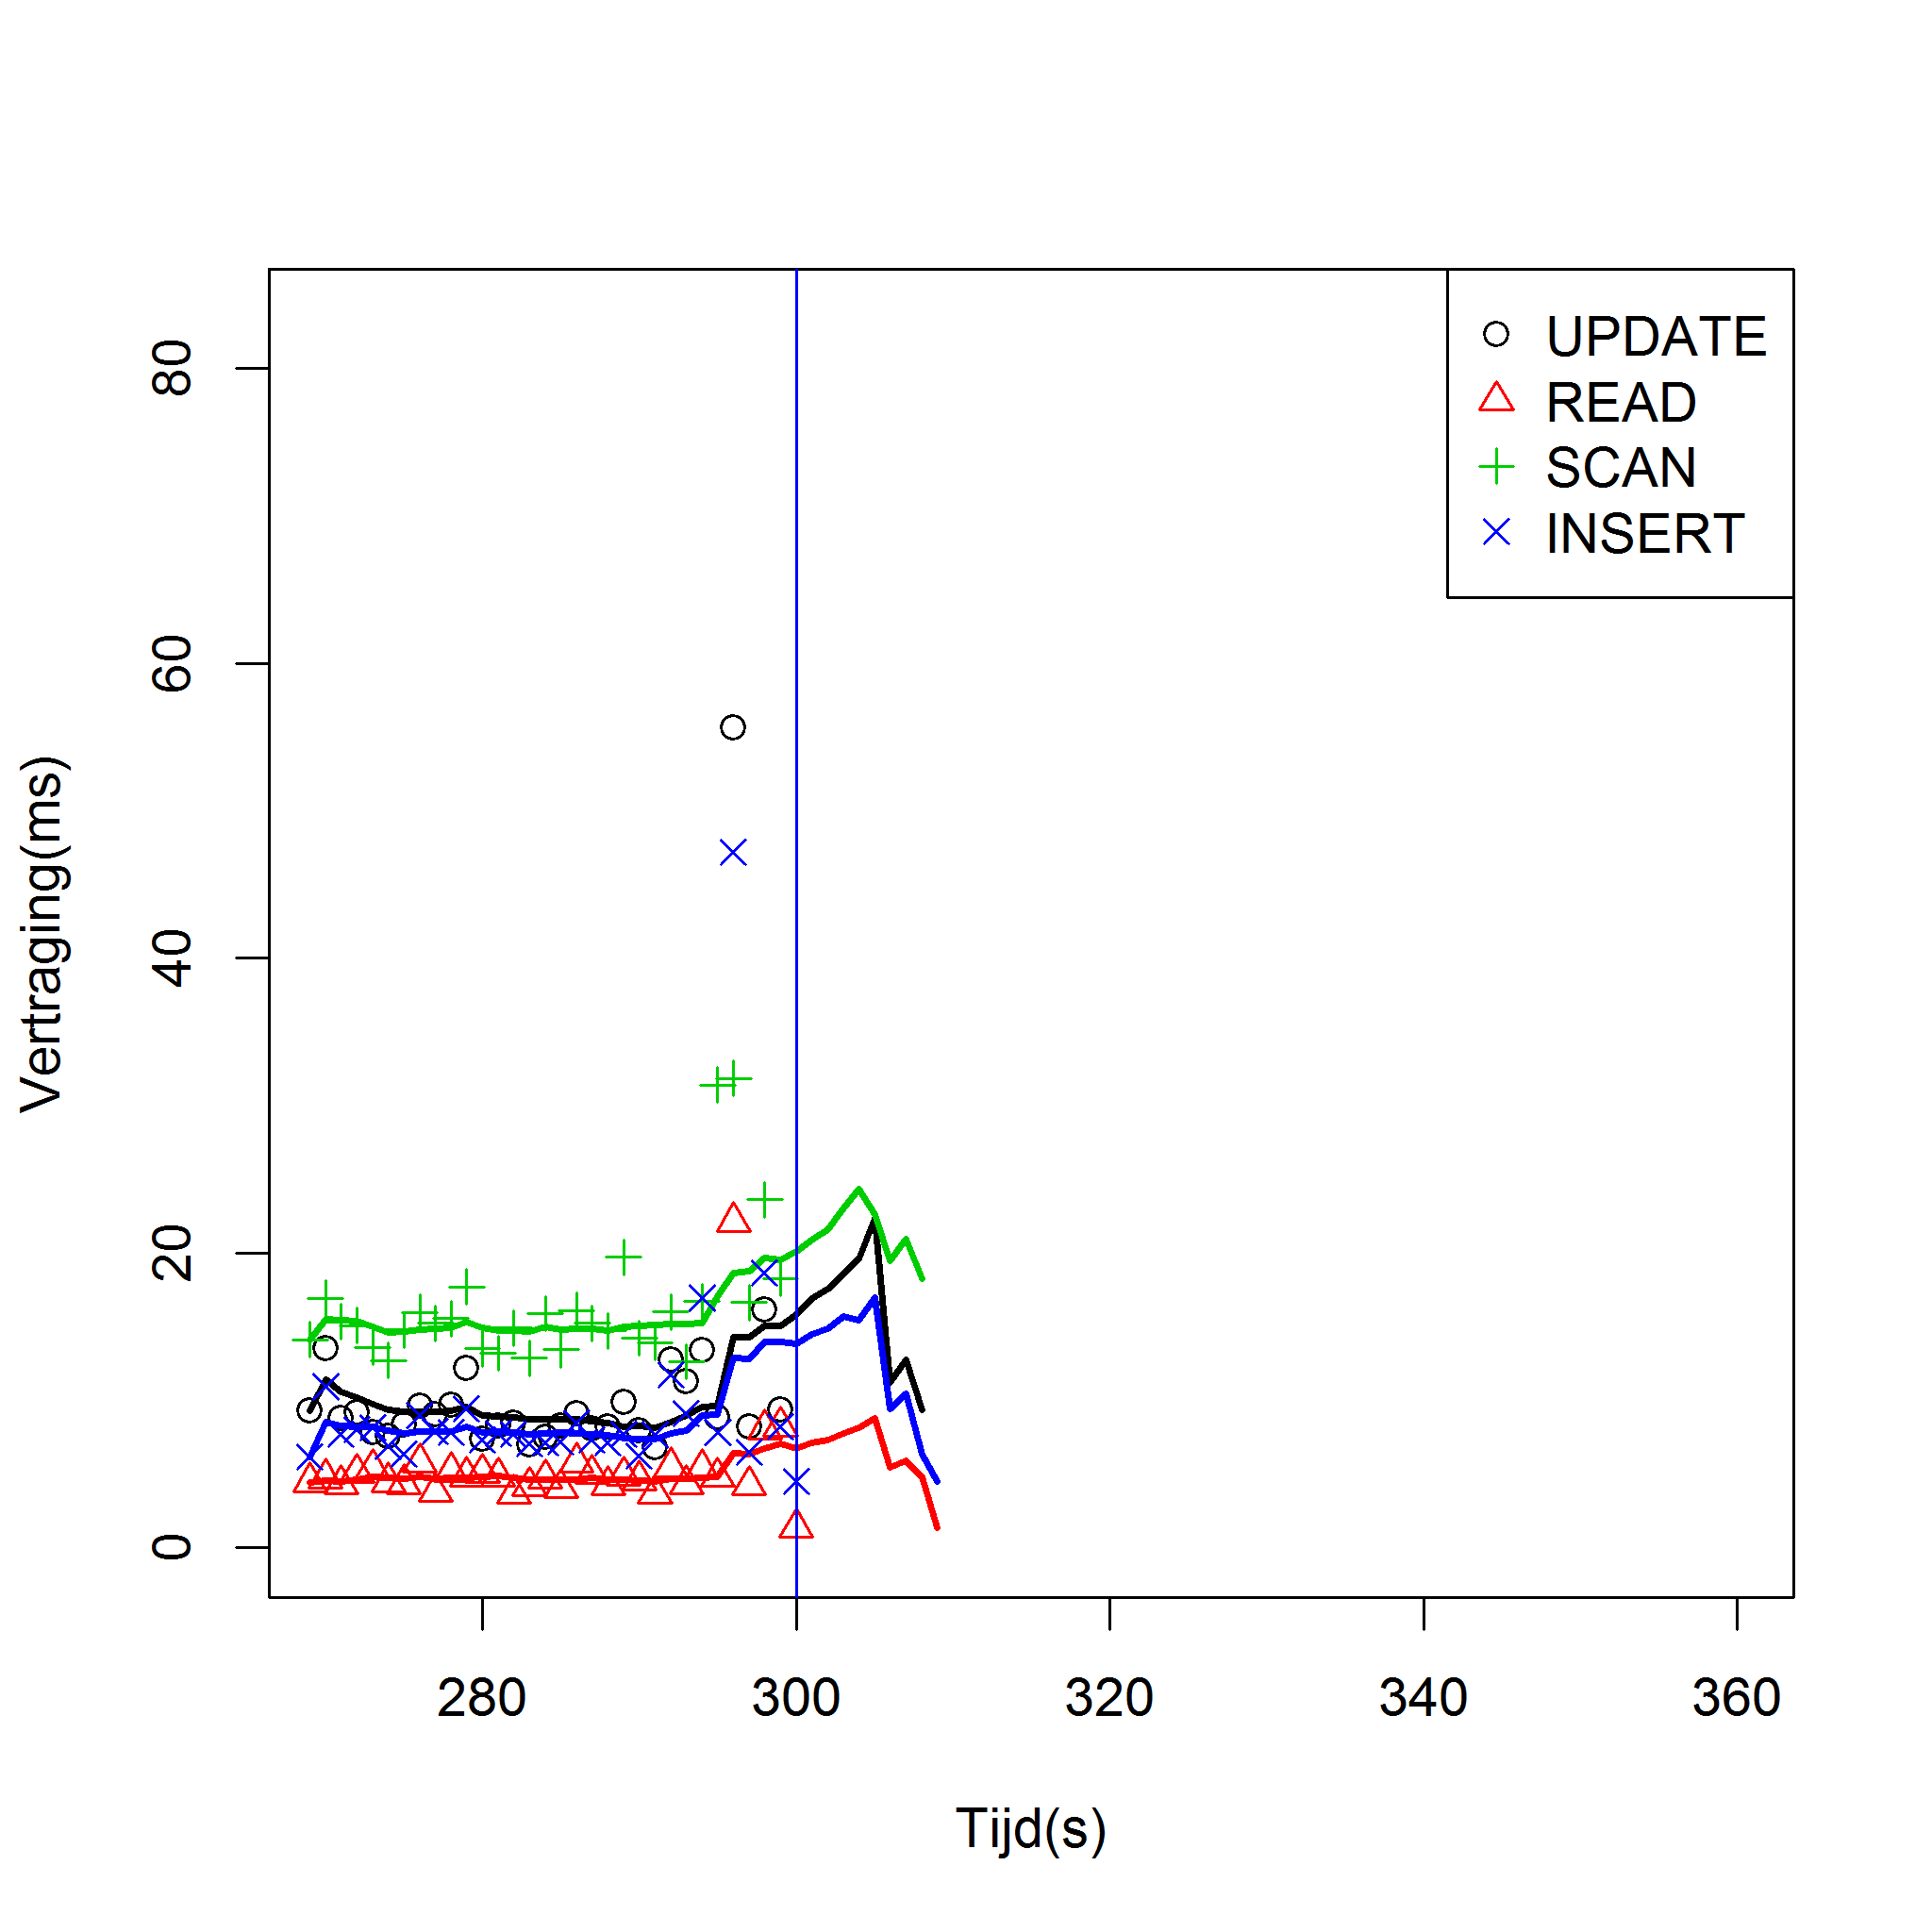 UPDATE
READ
SCAN
INSERT
80
60
40
20
0
Vertraging(ms)
280 300 320 340 360
Tijd(s)